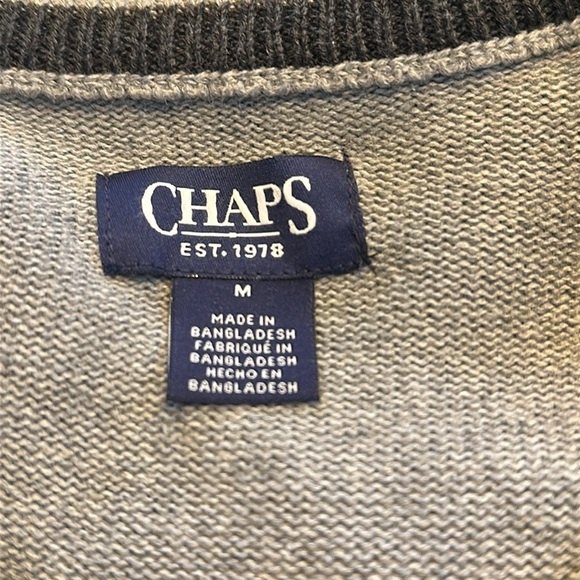 CHAPS
EST. 1978
M
MADE IN
BANGLADESH
FABRIQUÉ IN
BANGLADESH
HECHO EN
BANGLADESH